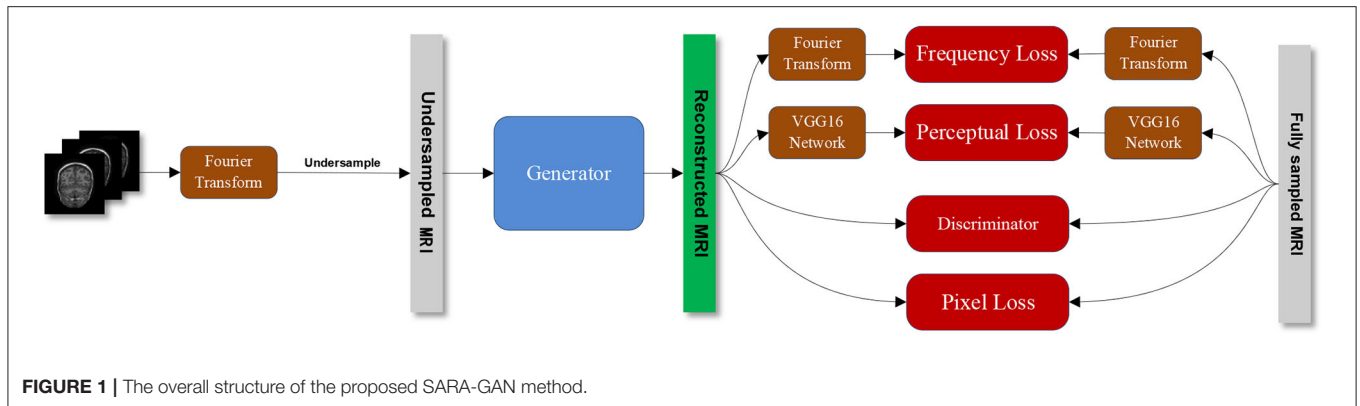 Fourier
Transform
Undersample
Undersampled MRI
Generator
Reconstructed MRI
Fourier
Transform
Frequency Loss
Fourier
Transform
VGG16
Network
Perceptual Loss
VGG16
Network
Discriminator
Pixel Loss
Fully sampled MRI
FIGURE 1 | The overall structure of the proposed SARA-GAN method.